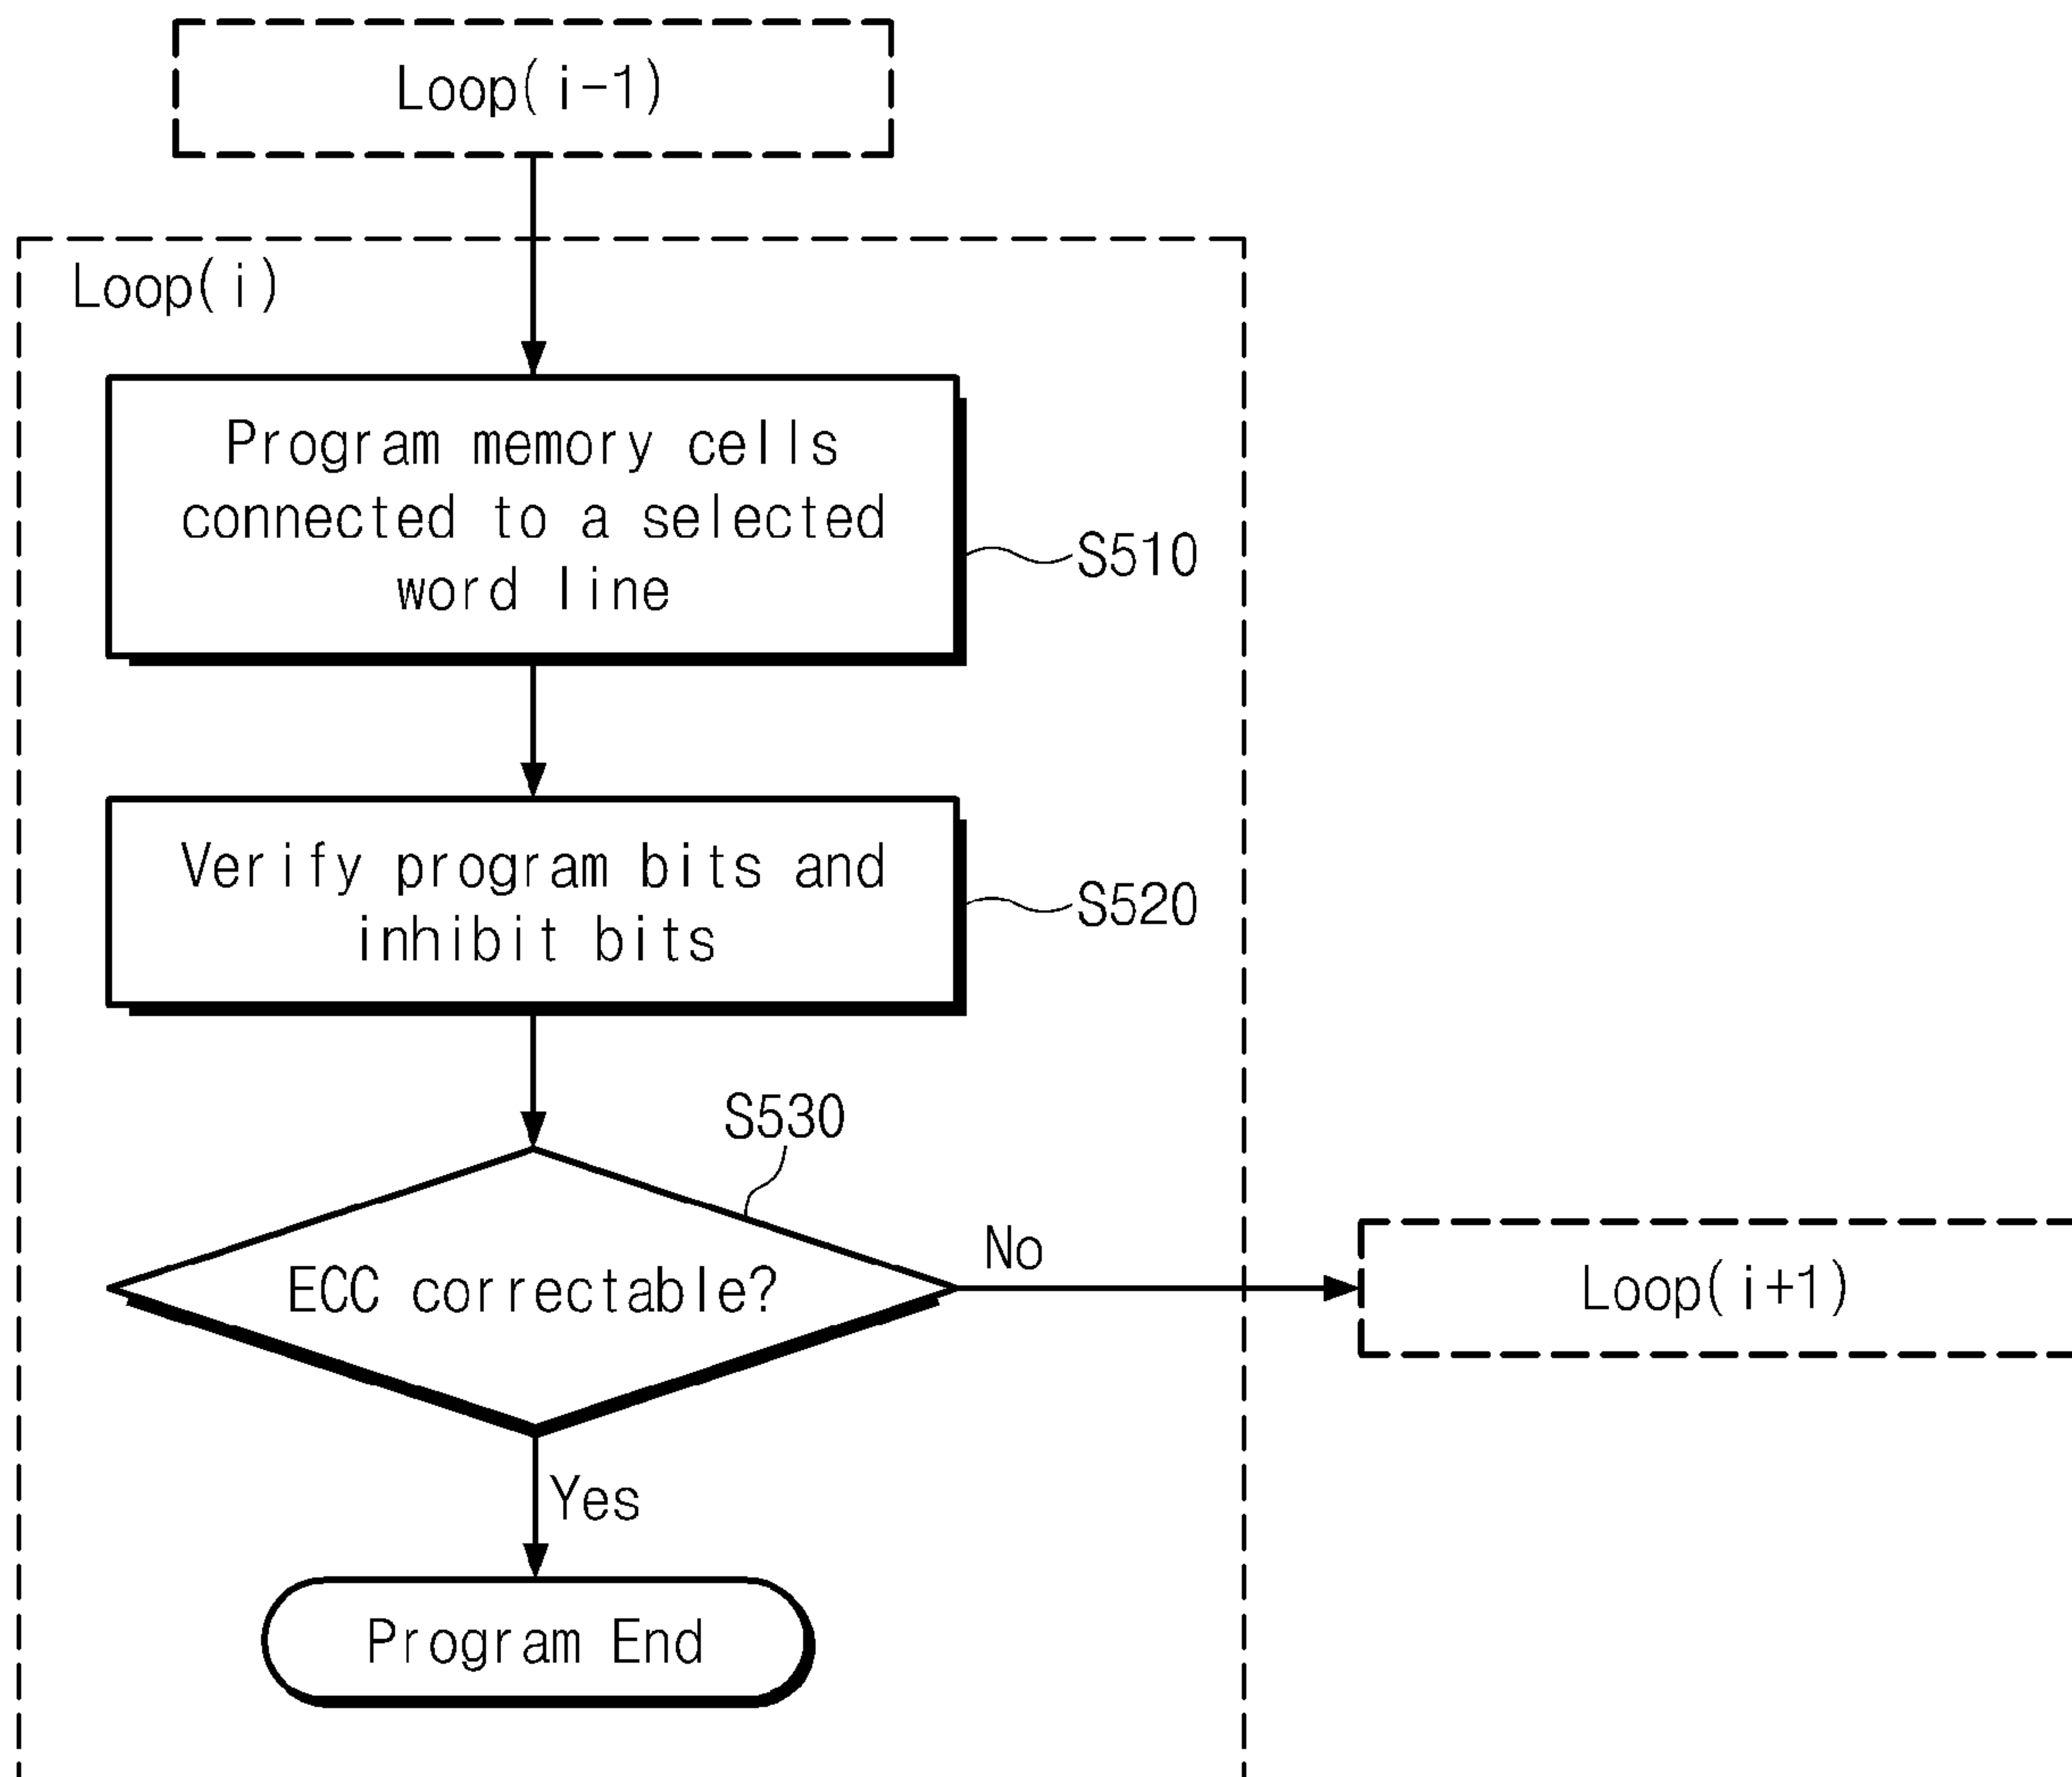 Loop(i-1)
Loop(i)
Program memory cells
connected to a selected
word line
S510
Verify program bits and
inhibit bits
S520
S530
ECC correctable?
No
Loop(i+1)
Yes
Program End